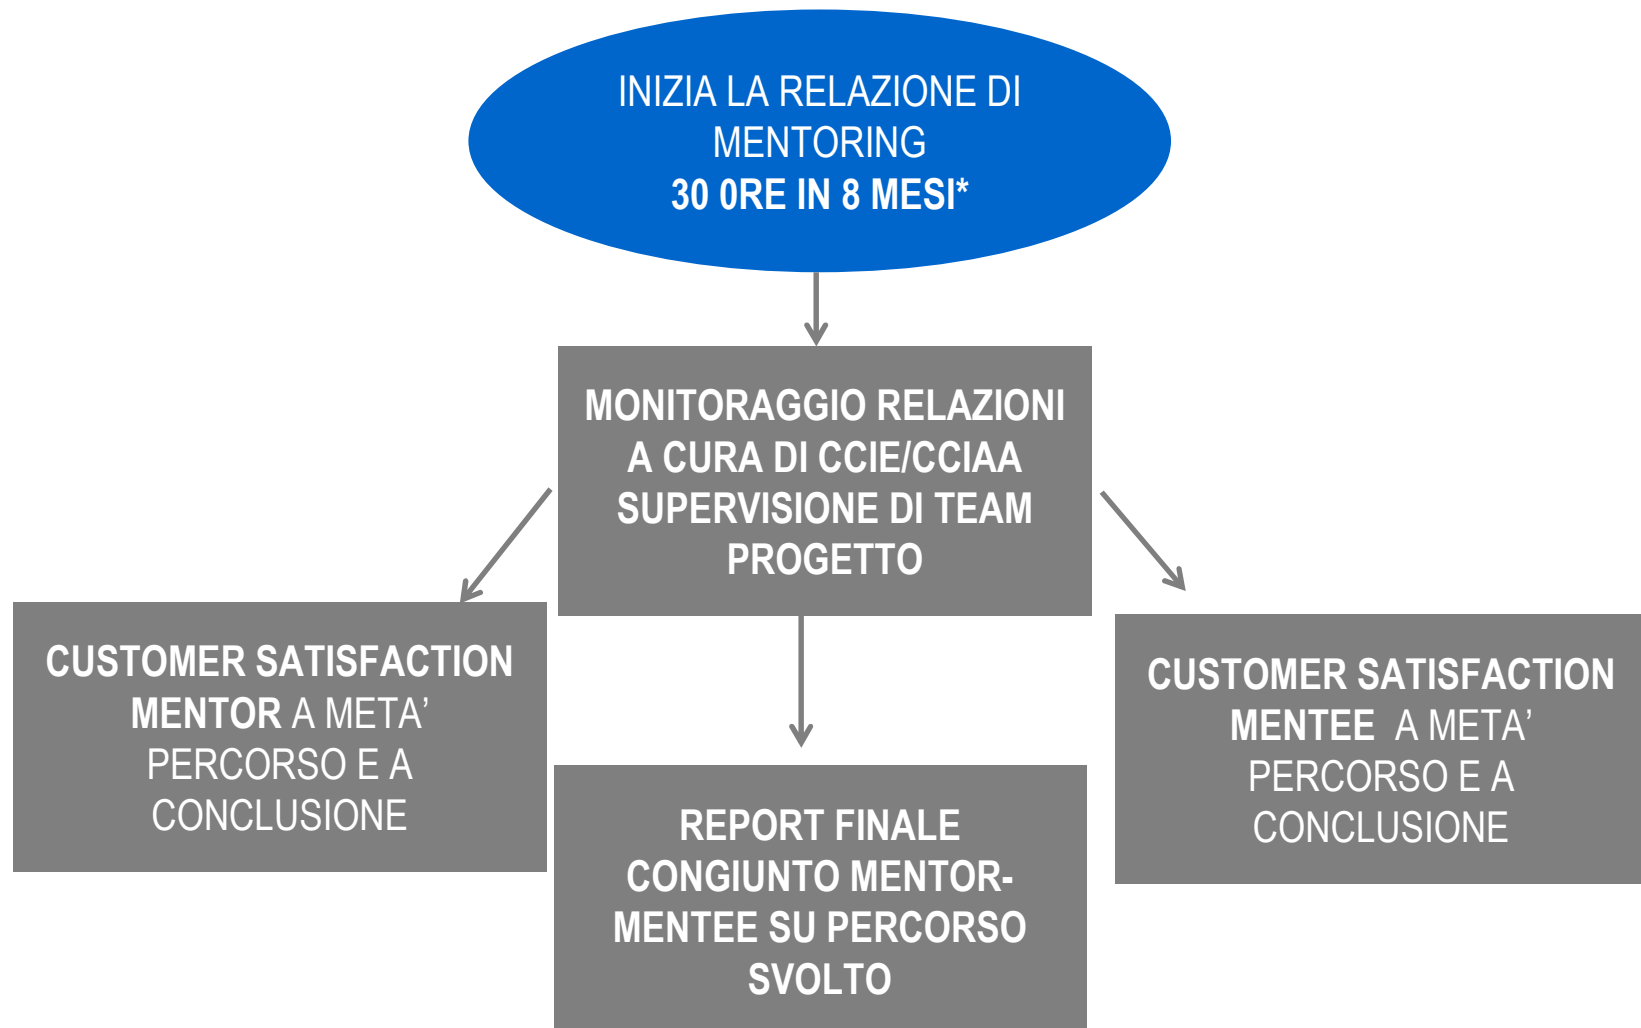 INIZIA LA RELAZIONE DI
MENTORING
30 0RE IN 8 MESI*
MONITORAGGIO RELAZIONI
A CURA DI CCIE/CCIAA
SUPERVISIONE DI TEAM
PROGETTO
CUSTOMER SATISFACTION
MENTOR A META’
PERCORSO E A
CONCLUSIONE
REPORT FINALE
CONGIUNTO MENTOR-
MENTEE SU PERCORSO
SVOLTO
CUSTOMER SATISFACTION
MENTEE A META’
PERCORSO E A
CONCLUSIONE